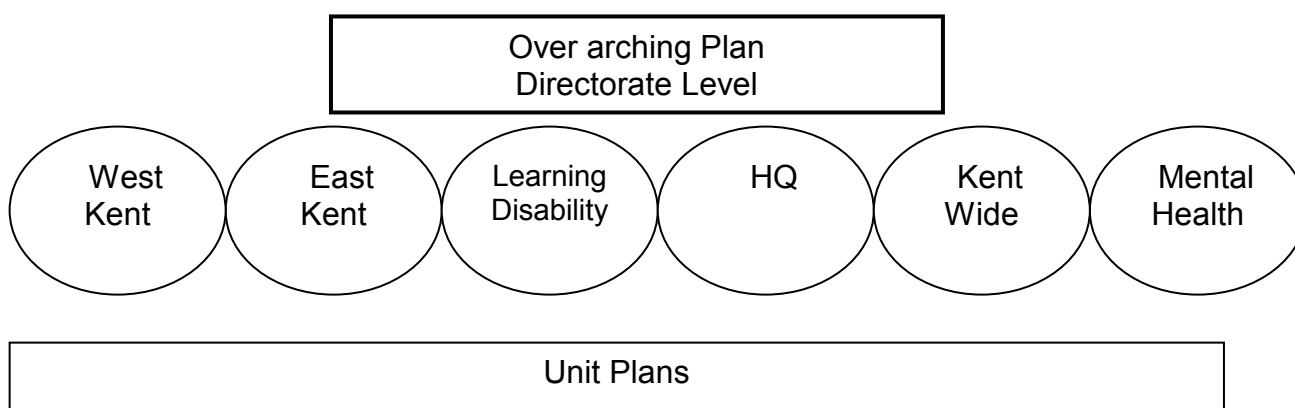 Over arching Plan
Directorate Level
West
Kent
East
Kent
Learning
Disability
HQ
Kent
Wide
Mental
Health
Unit Plans